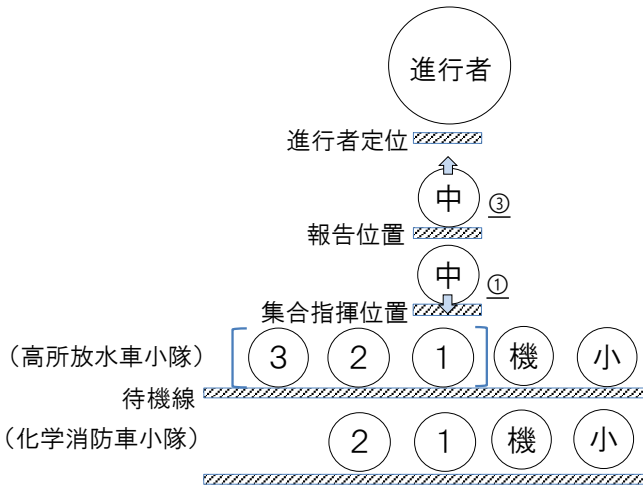 進行者
進行者定位
中 ③
報告位置
中 ①
集合指揮位置
（高所放水車小隊） 3 2 1 機 小
待機線
（化学消防車小隊） 2 1 機 小